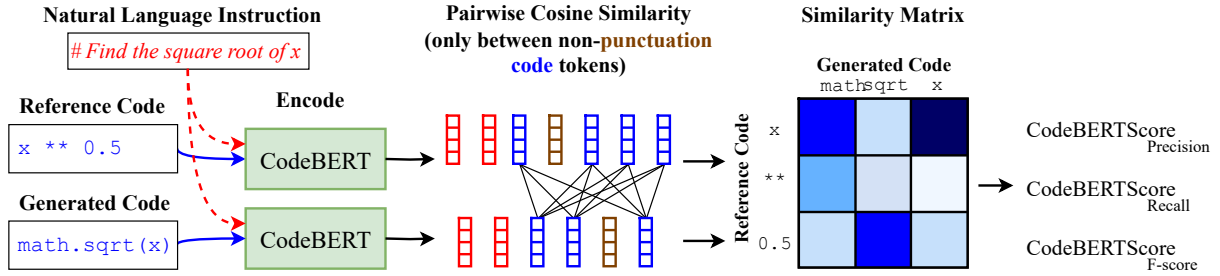 Natural Language Instruction
# Find the square root of x
Reference Code
x ** 0.5
Generated Code
math.sqrt(x)
Encode
CodeBERT
CodeBERT
Pairwise Cosine Similarity
(only between non-punctuation
code tokens)
Similarity Matrix
Generated Code
math sqrt x
Reference Code
x
**
0.5
CodeBERTScore Precision
CodeBERTScore Recall
CodeBERTScore F-score